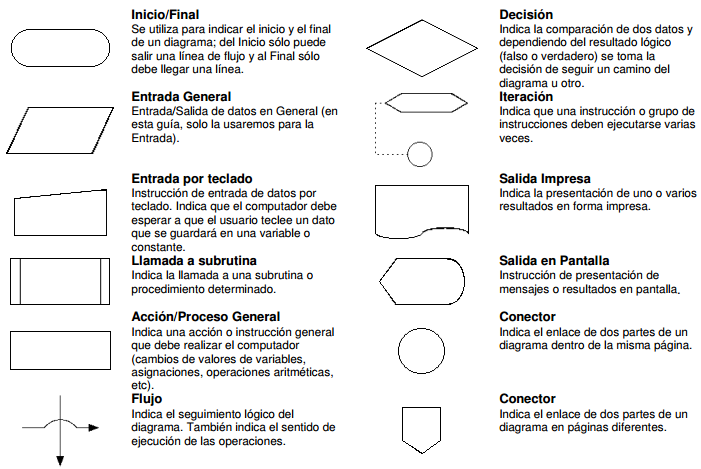 Inicio/Final
Se utiliza para indicar el inicio y el final
de un diagrama; del Inicio sólo puede
salir una línea de flujo y al Final sólo
debe llegar una línea.
Entrada General
Entrada/Salida de datos en General (en
esta guía, solo la usaremos para la
Entrada).
Entrada por teclado
Instrucción de entrada de datos por
teclado. Indica que el computador debe
esperar a que el usuario teclee un dato
que se guardará en una variable o
constante.
Llamada a subrutina
Indica la llamada a una subrutina o
procedimiento determinado.
Acción/Proceso General
Indica una acción o instrucción general
que debe realizar el computador
(cambios de valores de variables,
asignaciones, operaciones aritméticas,
etc).
Flujo
Indica el seguimiento lógico del
diagrama. También indica el sentido de
ejecución de las operaciones.
Decisión
Indica la comparación de dos datos y
dependiendo del resultado lógico
(falso o verdadero) se toma la
decisión de seguir un camino del
diagrama u otro.
Iteración
Indica que una instrucción o grupo de
instrucciones deben ejecutarse varias
veces.
Salida Impresa
Indica la presentación de uno o varios
resultados en forma impresa.
Salida en Pantalla
Instrucción de presentación de
mensajes o resultados en pantalla.
Conector
Indica el enlace de dos partes de un
diagrama dentro de la misma página.
Conector
Indica el enlace de dos partes de un
diagrama en páginas diferentes.